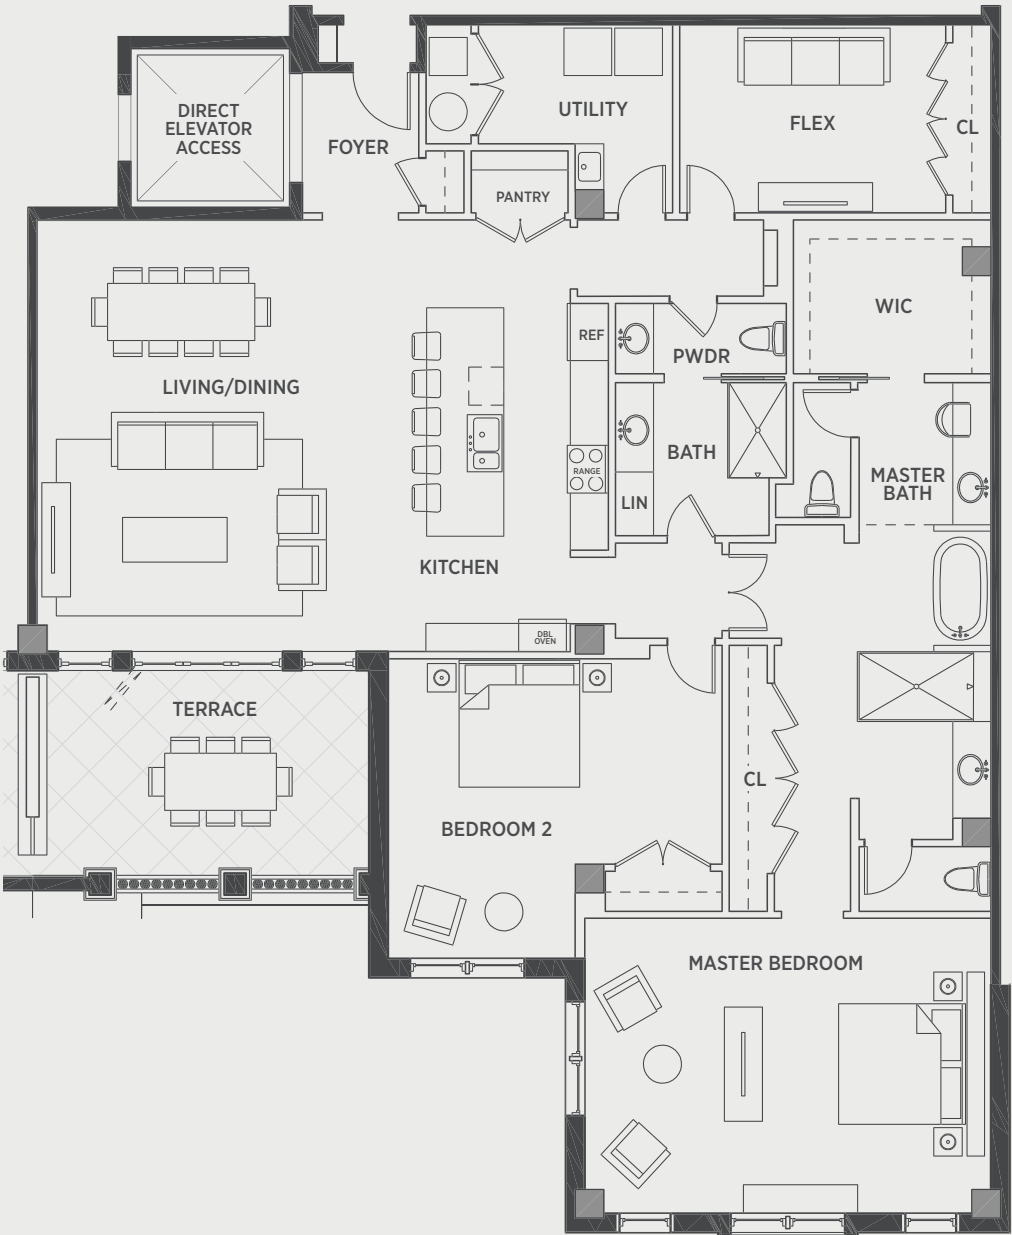 DIRECT
ELEVATOR
ACCESS
FOYER
UTILITY
FLEX
CL
PANTRY
WIC
REF
PWDR
LIVING/DINING
BATH
RANGE
LIN
MASTER
BATH
KITCHEN
DBL
OVEN
TERRACE
CL
BEDROOM 2
MASTER BEDROOM